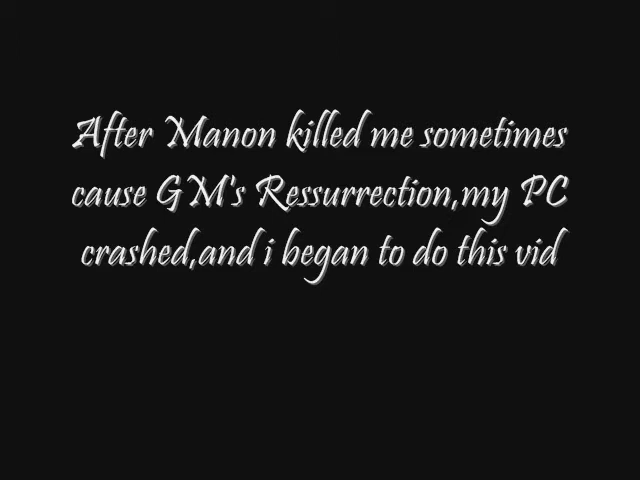 After Manon killed me sometimes
cause GM's Ressurrection,my PC
crashed,and i began to do this vid